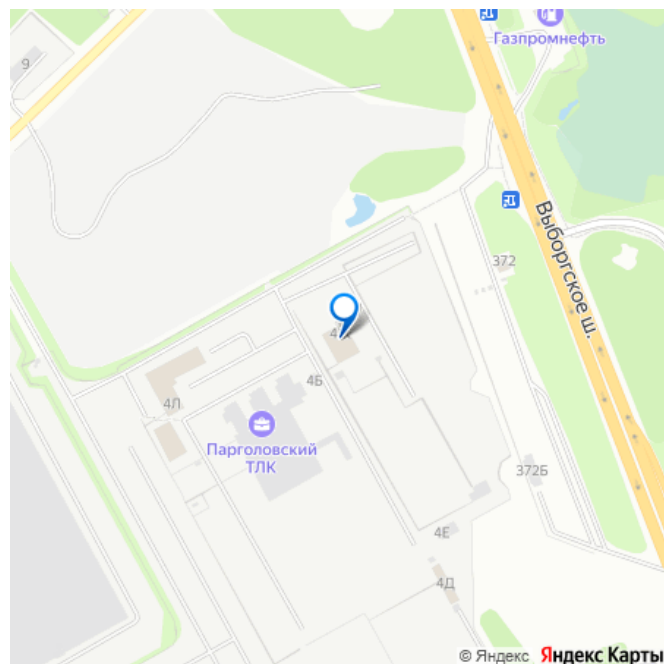 Газпромнефть
9
Выборгское ш.
372
4Б
4Л
Парголовский
ТЛК
372Б
4Е
4Д
© Яндекс Яндекс Карты